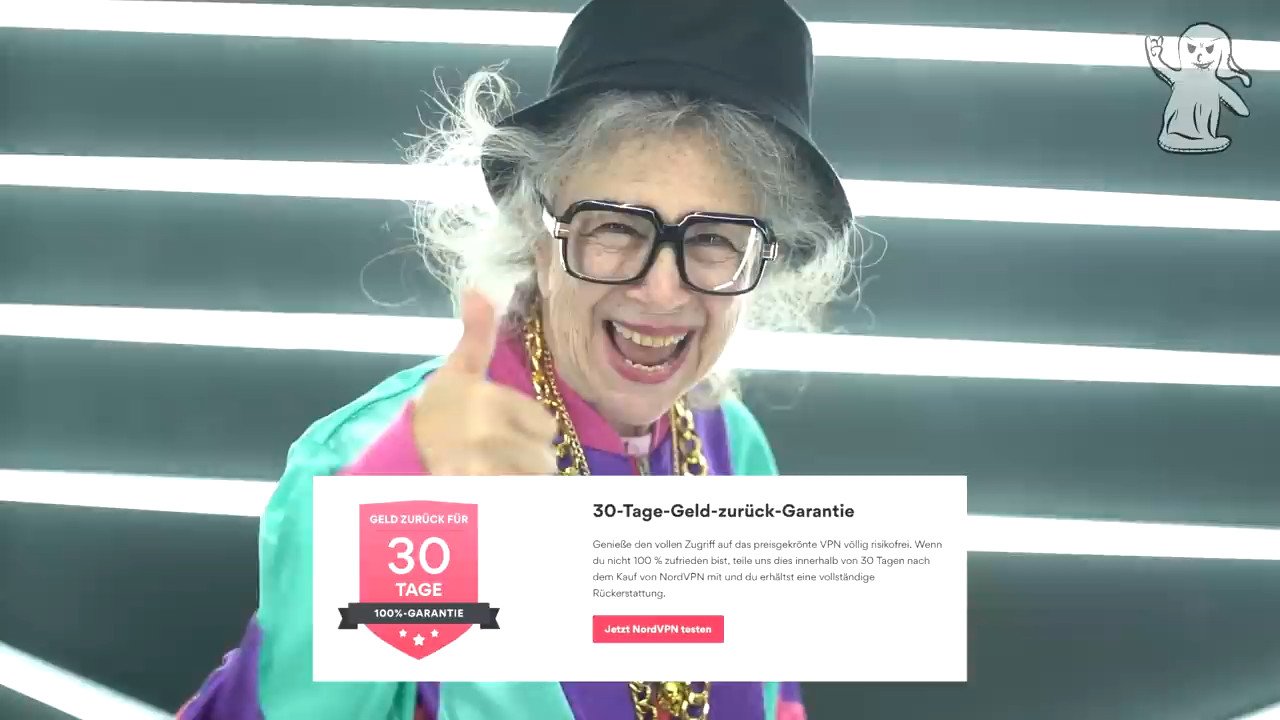 GELD ZURÜCK FÜR
30
TAGE
100%-GARANTIE
30-Tage-Geld-zurück-Garantie
Genieße den vollen Zugriff auf das preisgekrönte VPN völlig risikofrei. Wenn
du nicht 100 % zufrieden bist, teile uns dies innerhalb von 30 Tagen nach
dem Kauf von NordVPN mit und du erhältst eine vollständige
Rückerstattung.
Jetzt NordVPN testen